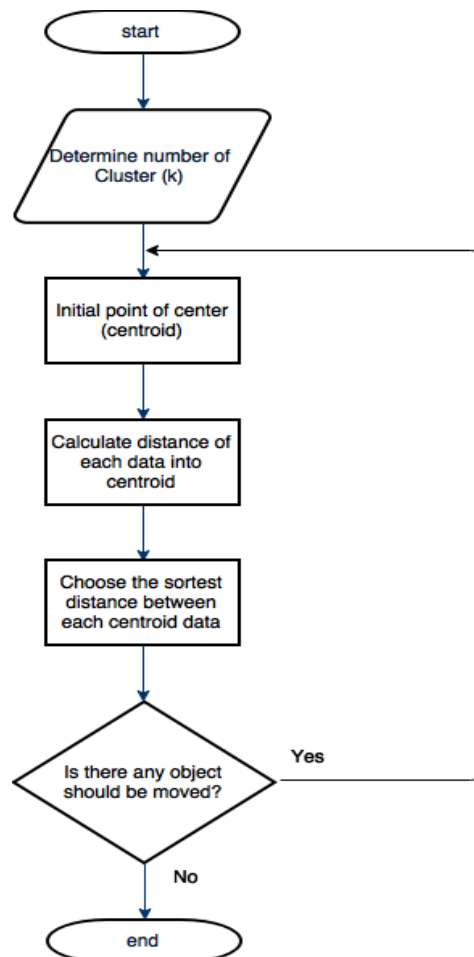 start
Determine number of
Cluster (k)
Initial point of center
(centroid)
Calculate distance of
each data into
centroid
Choose the sortest
distance between
each centroid data
Is there any object
should be moved?
Yes
No
end